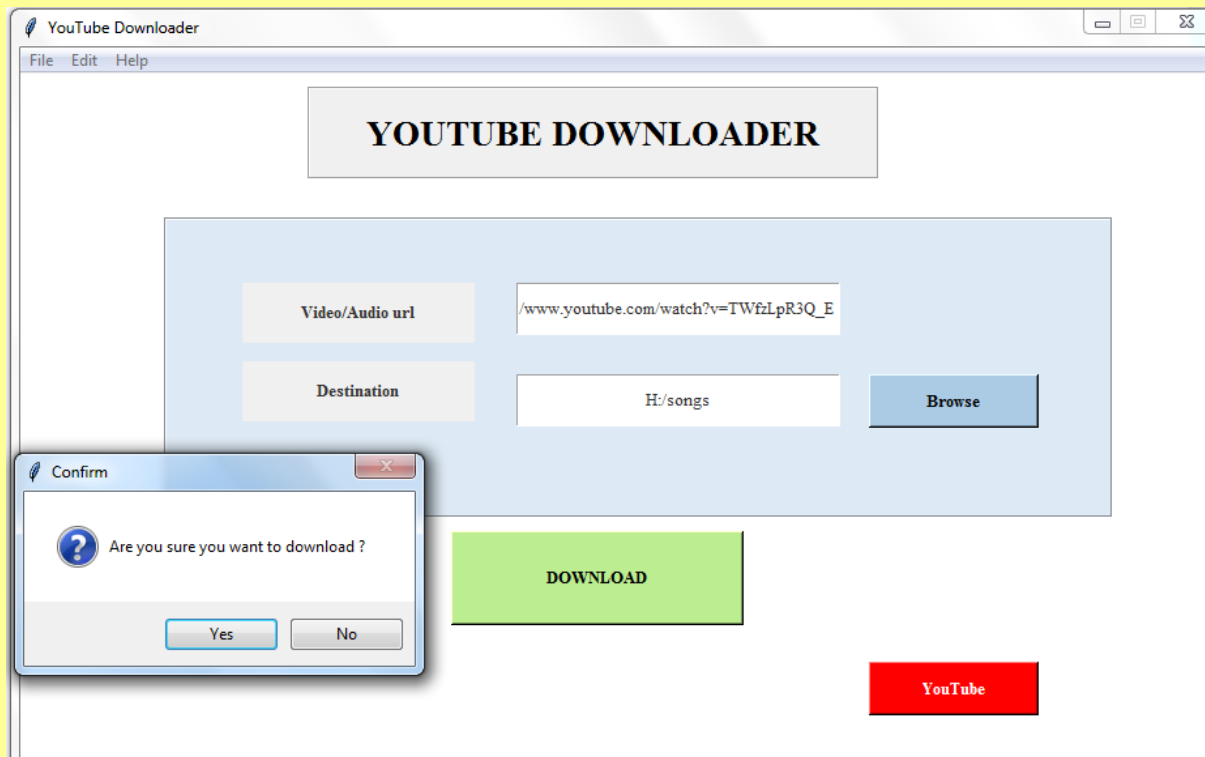 YouTube Downloader
File Edit Help
YOUTUBE DOWNLOADER
Video/Audio url
/www.youtube.com/watch?v=TWfzLpR3Q_E
Destination
H:/songs
Browse
Confirm
Are you sure you want to download ?
Yes No
DOWNLOAD
YouTube